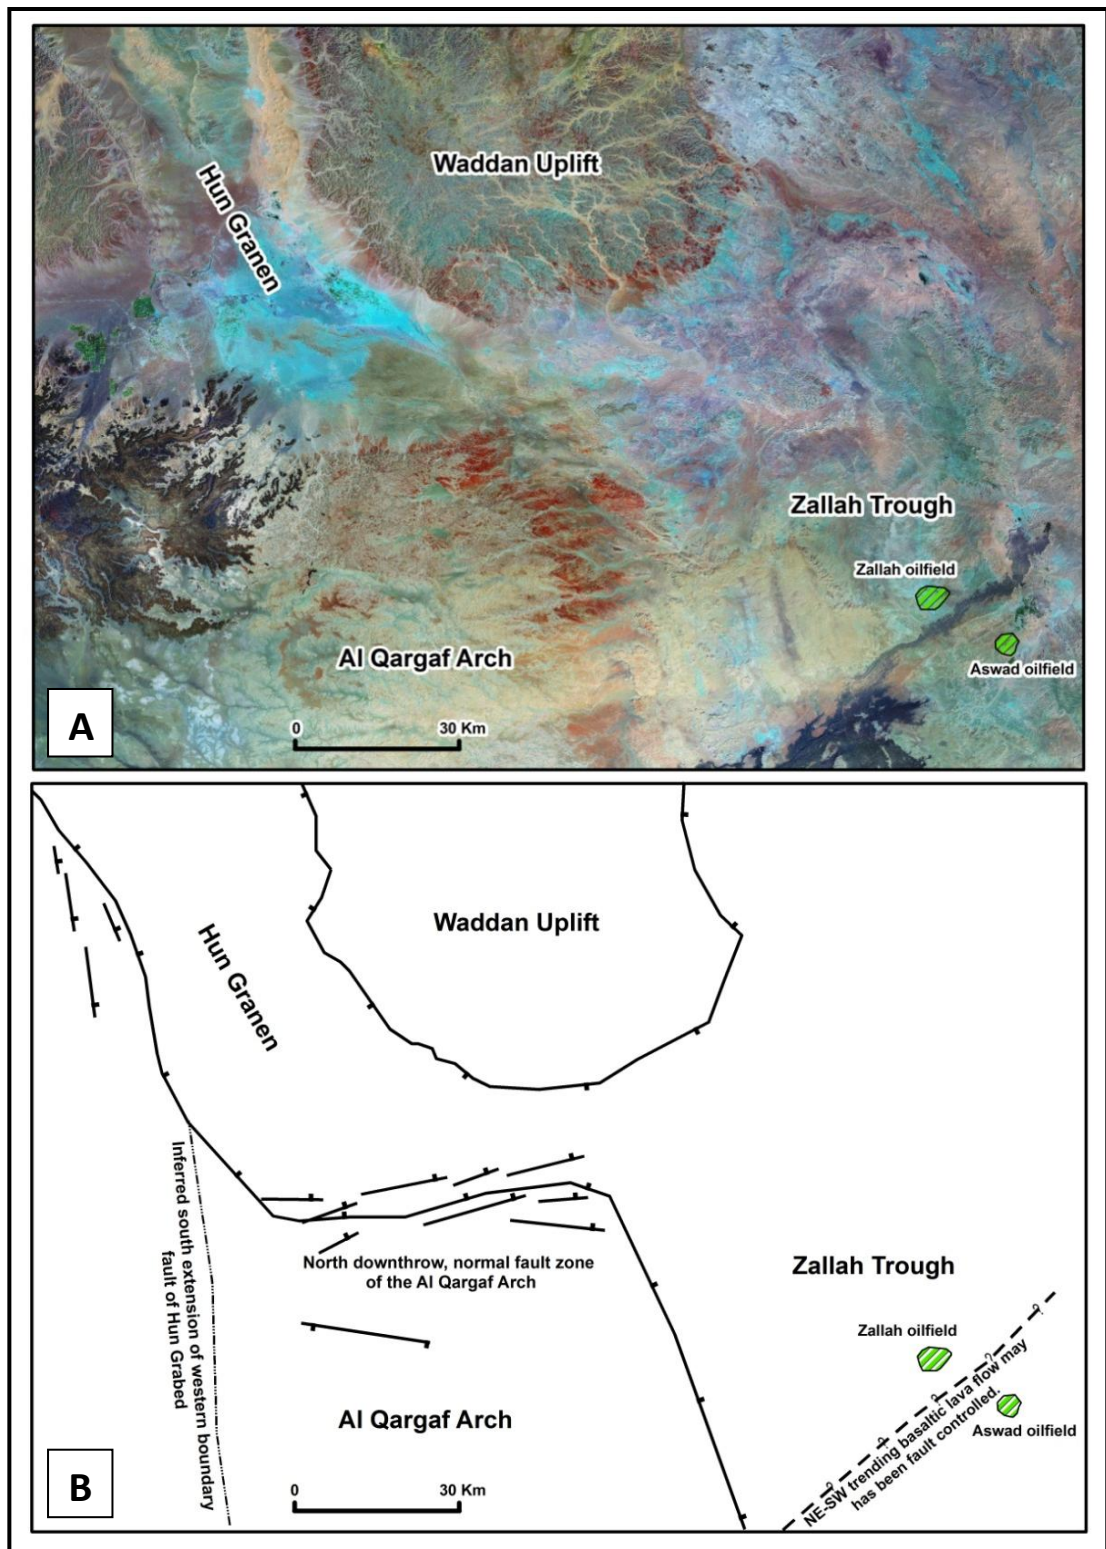 Waddan Uplift
Hun Granen
Zallah Trough
Zallah oilfield
Aswad oilfield
Al Qargaf Arch
A
0 30 Km
Waddan Uplift
Hun Granen
Inferred south extension of western boundary
fault of Hun Grabed
North downthrow, normal fault zone
of the Al Qargaf Arch
Zallah Trough
Zallah oilfield
NE-SW trending basaltic lava flow may
has been fault controlled.
Aswad oilfield
Al Qargaf Arch
B
0 30 Km